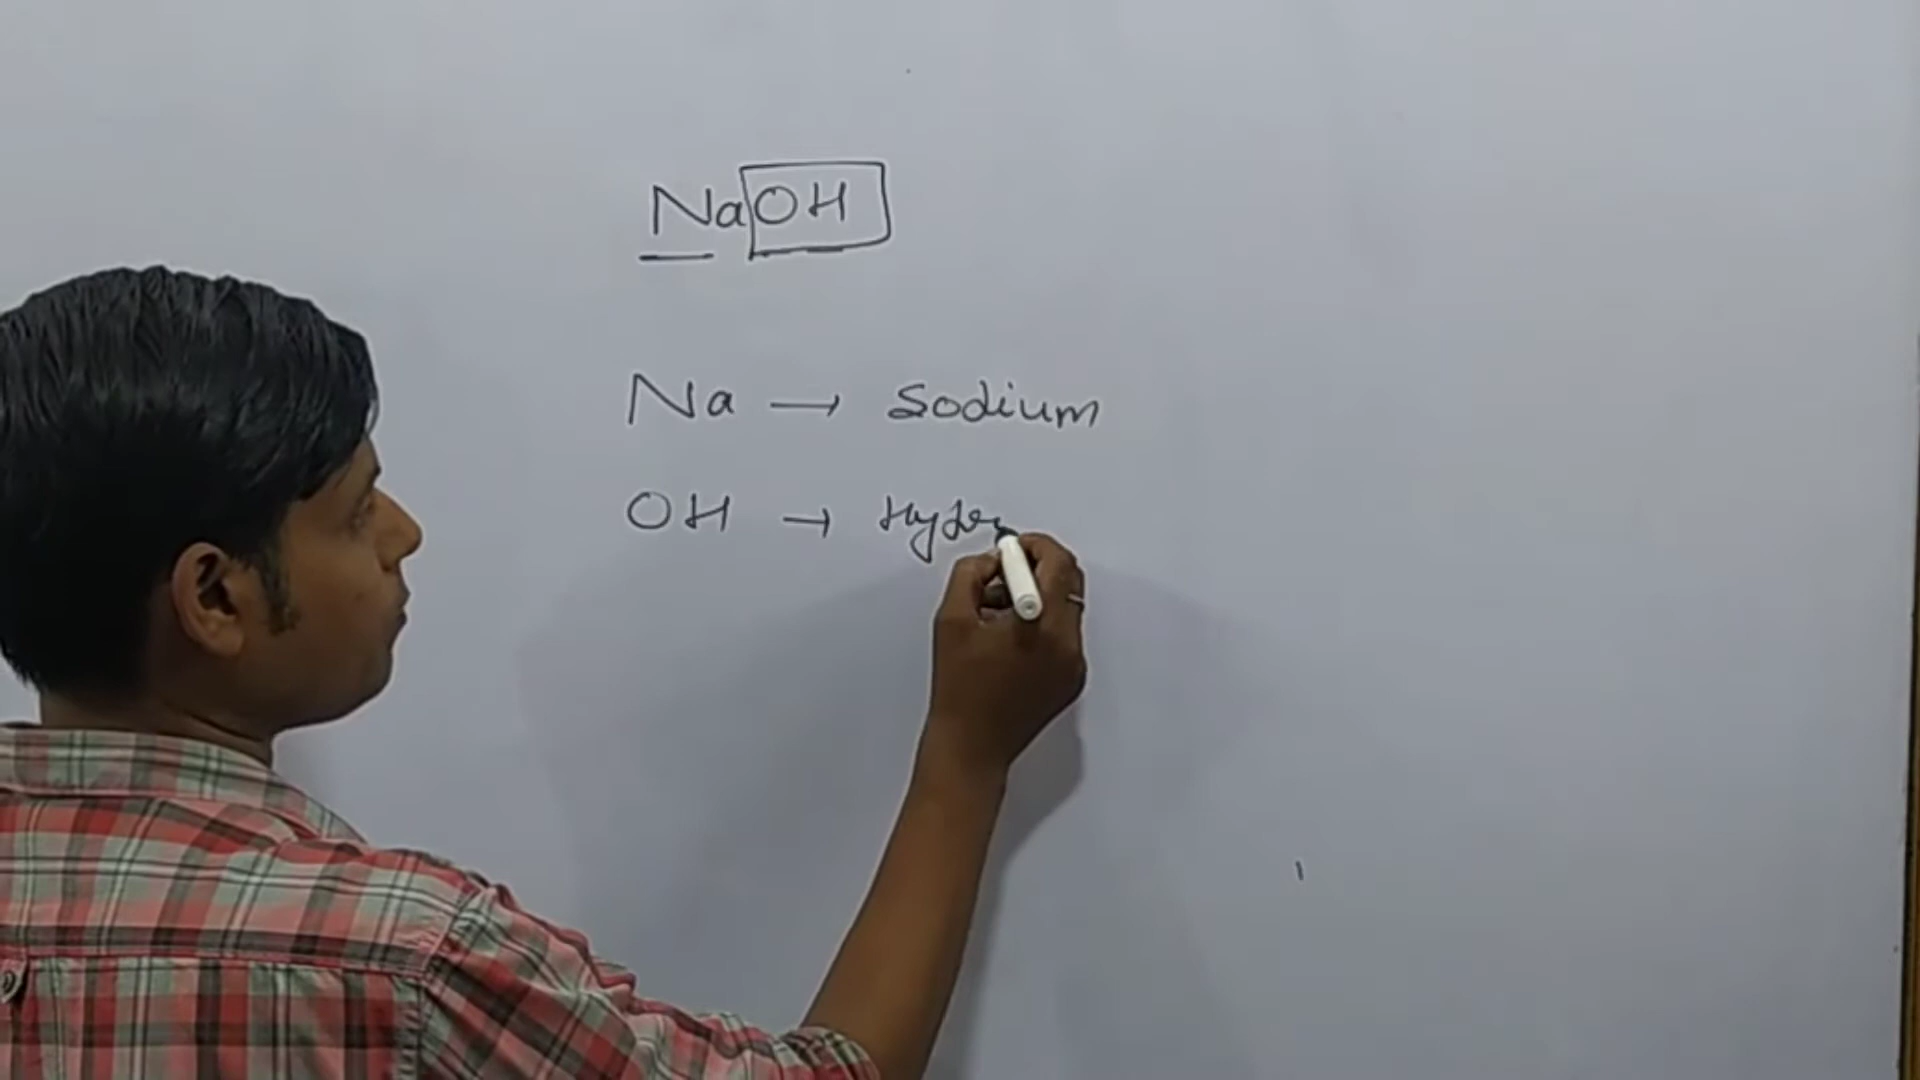 NaOH
Na → Sodium
OH → Hydr